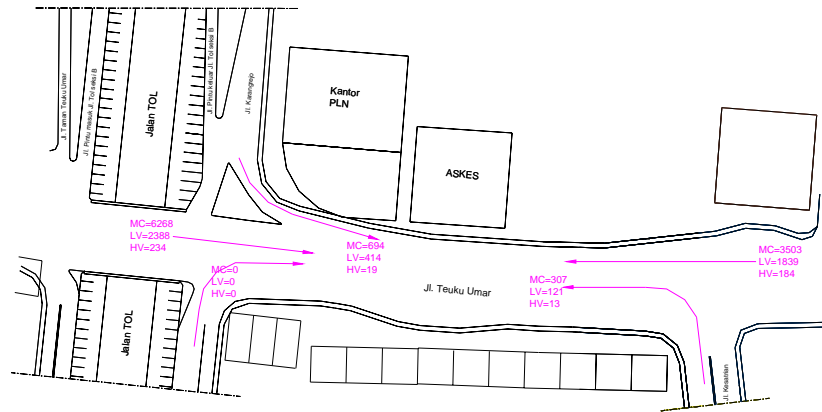 Jl. Taman Teuku Umar
Jl. Pintu masuk Jl. Tol seksi B
Jalan TOL
Jl. Pintu keluar Jl. Tol seksi B
Jl. Karangrejo
Kantor
PLN
ASKES
MC=6268
LV=2388
HV=234
MC=694
LV=414
HV=19
MC=3503
LV=1839
HV=184
MC=0
LV=0
HV=0
MC=307
LV=121
HV=13
Jl. Teuku Umar
Jalan TOL